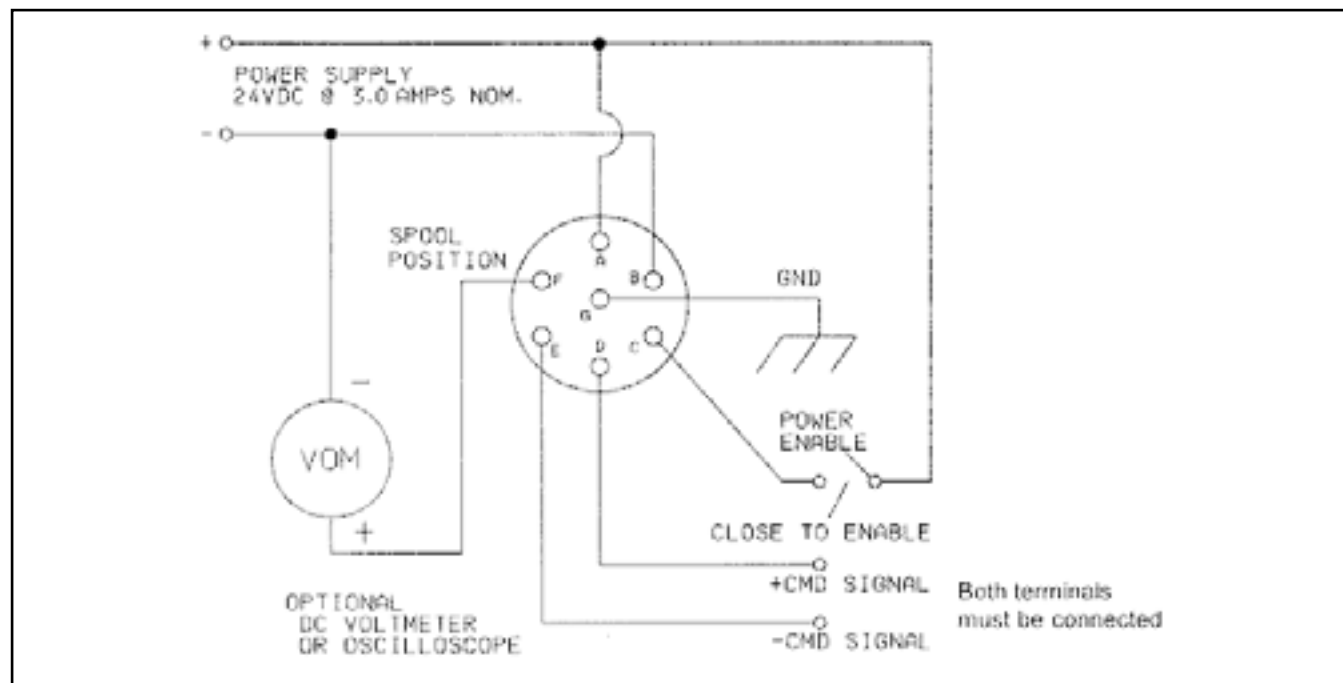 +
POWER SUPPLY
24VDC @ 3.0 AMPS NOM.
-
SPOOL
POSITION
A
F
B
G
E
D
C
GND
-
VOM
+
POWER
ENABLE
CLOSE TO ENABLE
+CMD SIGNAL
-CMD SIGNAL
Both terminals
must be connected
OPTIONAL
DC VOLTMETER
OR OSCILLOSCOPE